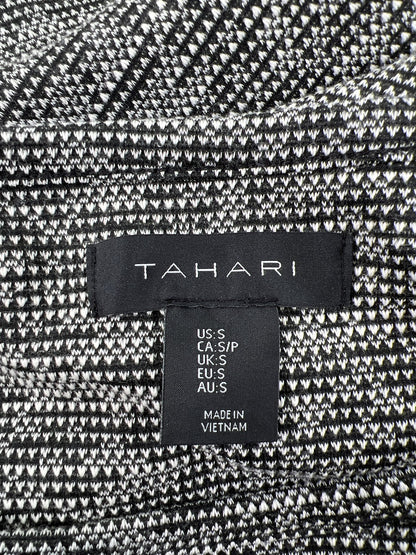 TAHARI
US:S
CA:S/P
UK:S
EU:S
AU:S
MADE IN
VIETNAM